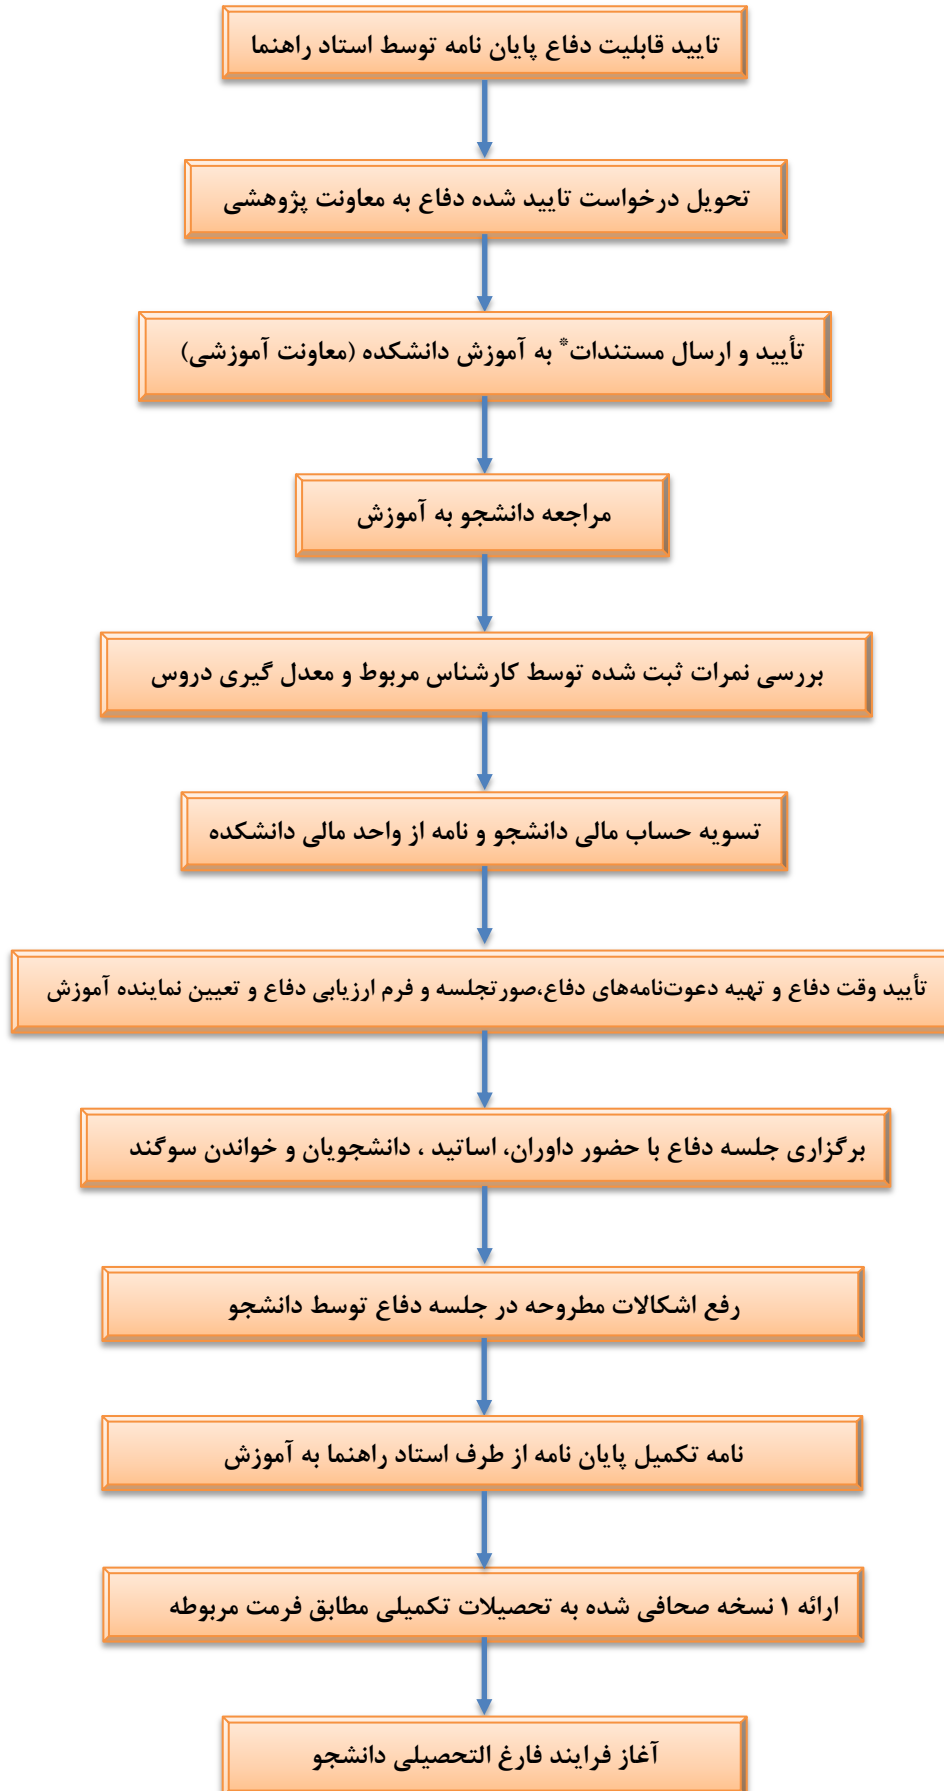 تایید قابلیت دفاع پایان نامه توسط استاد راهنما
تحویل درخواست تایید شده دفاع به معاونت پژوهشی
تأیید و ارسال مستندات* به آموزش دانشکده (معاونت آموزشی)
مراجعه دانشجو به آموزش
بررسی نمرات ثبت شده توسط کارشناس مربوط و معدل گیری دروس
تسویه حساب مالی دانشجو و نامه از واحد مالی دانشکده
تأیید وقت دفاع و تهیه دعوت‌نامه‌های دفاع،صورتجلسه و فرم ارزیابی دفاع و تعیین نماینده آموزش
برگزاری جلسه دفاع با حضور داوران، اساتید ، دانشجویان و خواندن سوگند
رفع اشکالات مطروحه در جلسه دفاع توسط دانشجو
نامه تکمیل پایان نامه از طرف استاد راهنما به آموزش
ارائه ۱ نسخه صحافی شده به تحصیلات تکمیلی مطابق فرمت مربوطه
آغاز فرایند فارغ التحصیلی دانشجو